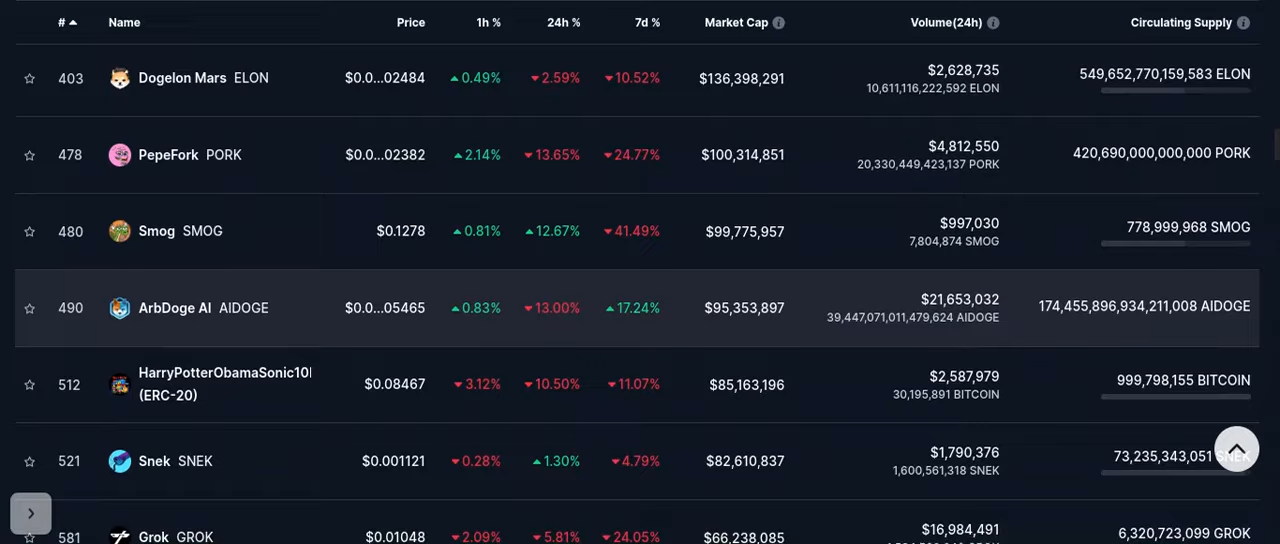 # Name Price 1h % 24h % 7d % Market Cap Volume(24h) Circulating Supply
403 Dogelon Mars ELON $0.0...02484 0.49% 2.59% 10.52% $136,398,291 $2,628,735 549,652,770,159,583 ELON
10,611,116,222,592 ELON
478 PepeFork PORK $0.0...02382 2.14% 13.65% 24.77% $100,314,851 $4,812,550 420,690,000,000,000 PORK
20,330,449,423,137 PORK
480 Smog SMOG $0.1278 0.81% 12.67% 41.49% $99,775,957 $997,030 778,999,968 SMOG
7,804,874 SMOG
490 ArbDoge AI AIDOGE $0.0...05465 0.83% 13.00% 17.24% $95,353,897 $21,653,032 174,455,896,934,211,008 AIDOGE
39,447,071,011,479,624 AIDOGE
512 HarryPotterObamaSonic10 $0.08467 3.12% 10.50% 11.07% $85,163,196 $2,587,979 999,798,155 BITCOIN
(ERC-20) 30,195,891 BITCOIN
521 Snek SNEK $0.001121 0.28% 1.30% 4.79% $82,610,837 $1,790,376 73,235,343,051 SNEK
1,600,561,318 SNEK
581 Grok GROK $0.01048 2.09% 5.81% 24.05% $66,238,085 $16,984,491 6,320,723,099 GROK